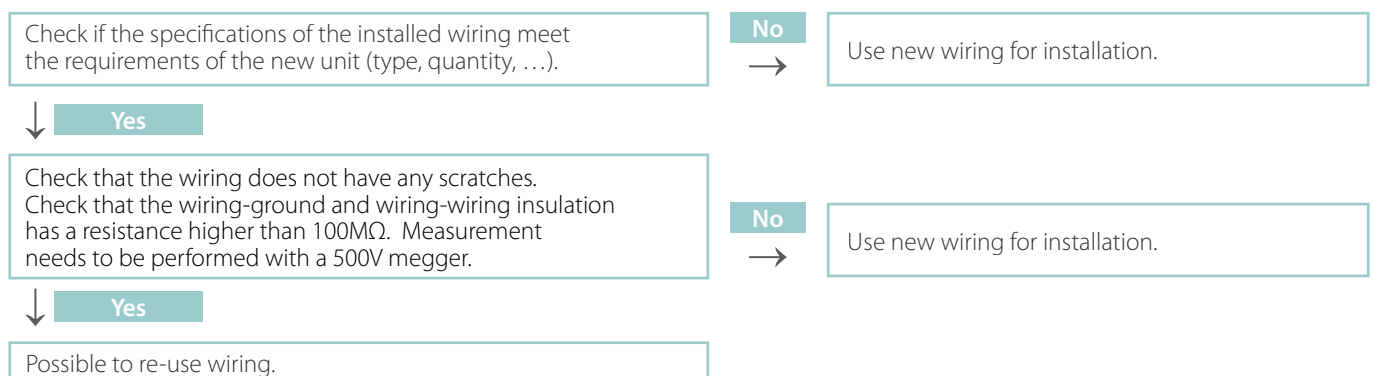 Check if the specifications of the installed wiring meet
the requirements of the new unit (type, quantity, …).
No
→
Use new wiring for installation.
↓ Yes
Check that the wiring does not have any scratches.
Check that the wiring-ground and wiring-wiring insulation
has a resistance higher than 100MΩ. Measurement
needs to be performed with a 500V megger.
No
→
Use new wiring for installation.
↓ Yes
Possible to re-use wiring.